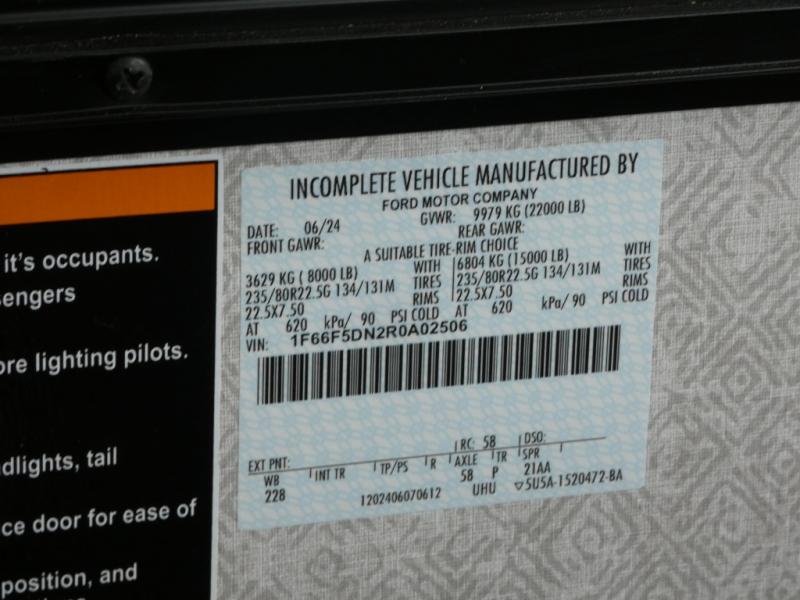 it's occupants.
sengers
ore lighting pilots.
dlights, tail
ce door for ease of
position, and
INCOMPLETE VEHICLE MANUFACTURED BY
FORD MOTOR COMPANY
DATE: 06/24 GVWR: 9979 KG (22000 LB)
FRONT GAWR: REAR GAWR:
A SUITABLE TIRE-RIM CHOICE
3629 KG ( 8000 LB) WITH 6804 KG (15000 LB) WITH
235/80R22.5G 134/131M TIRES 235/80R22.5G 134/131M TIRES
22.5X7.50 RIMS 22.5X7.50 RIMS
AT 620 kPa/ 90 PSI COLD AT 620 kPa/ 90 PSI COLD
VIN: 1F66F5DN2R0A02506
EXT PNT: RC: 58 DSO:
WB INT TR TP/PS R AXLE TR SPR
228 58 P 21AA
1202406070612 UHU ▽5U5A-1520472-BA